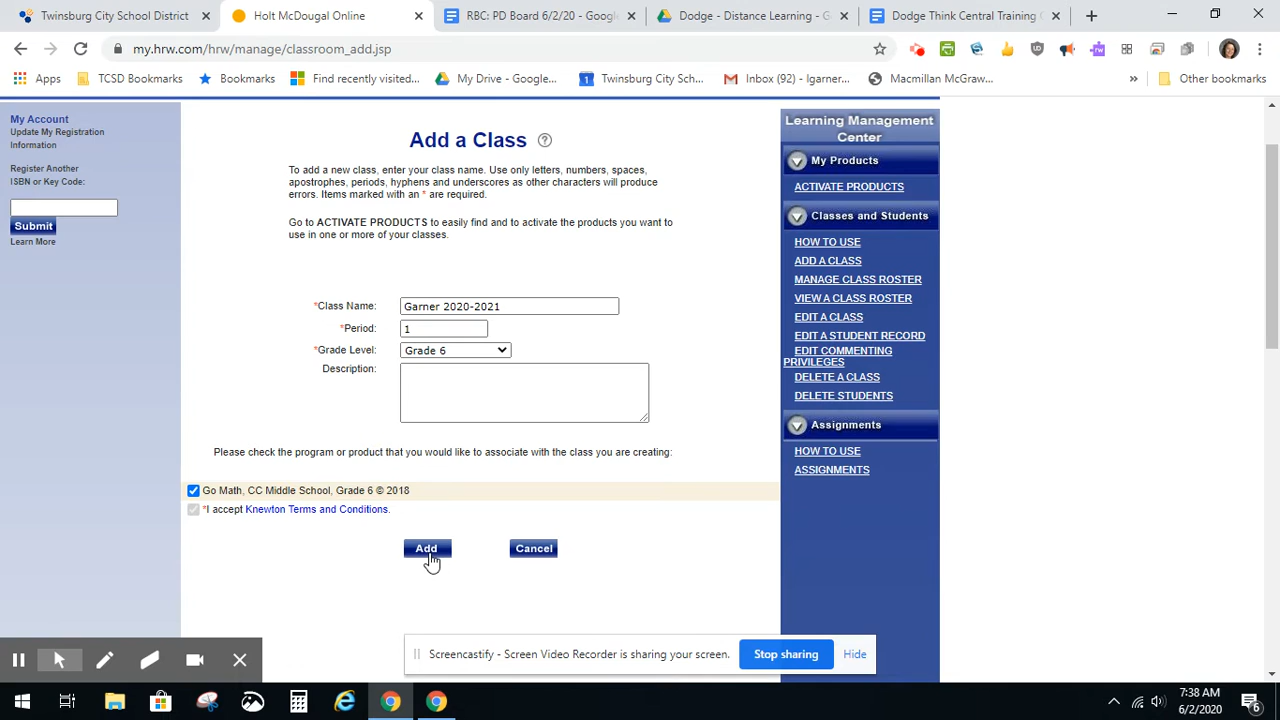 Twinsburg City School District
Holt McDougal Online
RBC: PD Board 6/2/20 - Goog
Dodge - Distance Learning - G
Dodge Think Central Training
my.hrw.com/hrw/manage/classroom_add.jsp
Apps
TCSD Bookmarks
Bookmarks
Find recently visited...
My Drive - Google...
Twinsburg City Sch...
Inbox (92) - lgarner...
Macmillan McGraw...
Other bookmarks
My Account
Update My Registration
Information
Register Another
ISBN or Key Code:
Submit
Learn More
Add a Class
To add a new class, enter your class name. Use only letters, numbers, spaces,
apostrophes, periods, hyphens and underscores as other characters will produce
errors. Items marked with an * are required.
Go to ACTIVATE PRODUCTS to easily find and to activate the products you want to
use in one or more of your classes.
*Class Name: Garner 2020-2021
*Period: 1
*Grade Level: Grade 6
Description:
Please check the program or product that you would like to associate with the class you are creating:
Go Math, CC Middle School, Grade 6 © 2018
*I accept Knewton Terms and Conditions.
Add
Cancel
Learning Management
Center
My Products
ACTIVATE PRODUCTS
Classes and Students
HOW TO USE
ADD A CLASS
MANAGE CLASS ROSTER
VIEW A CLASS ROSTER
EDIT A CLASS
EDIT A STUDENT RECORD
EDIT COMMENTING
PRIVILEGES
DELETE A CLASS
DELETE STUDENTS
Assignments
HOW TO USE
ASSIGNMENTS
Screencastify - Screen Video Recorder is sharing your screen.
Stop sharing
Hide
7:38 AM
6/2/2020
6